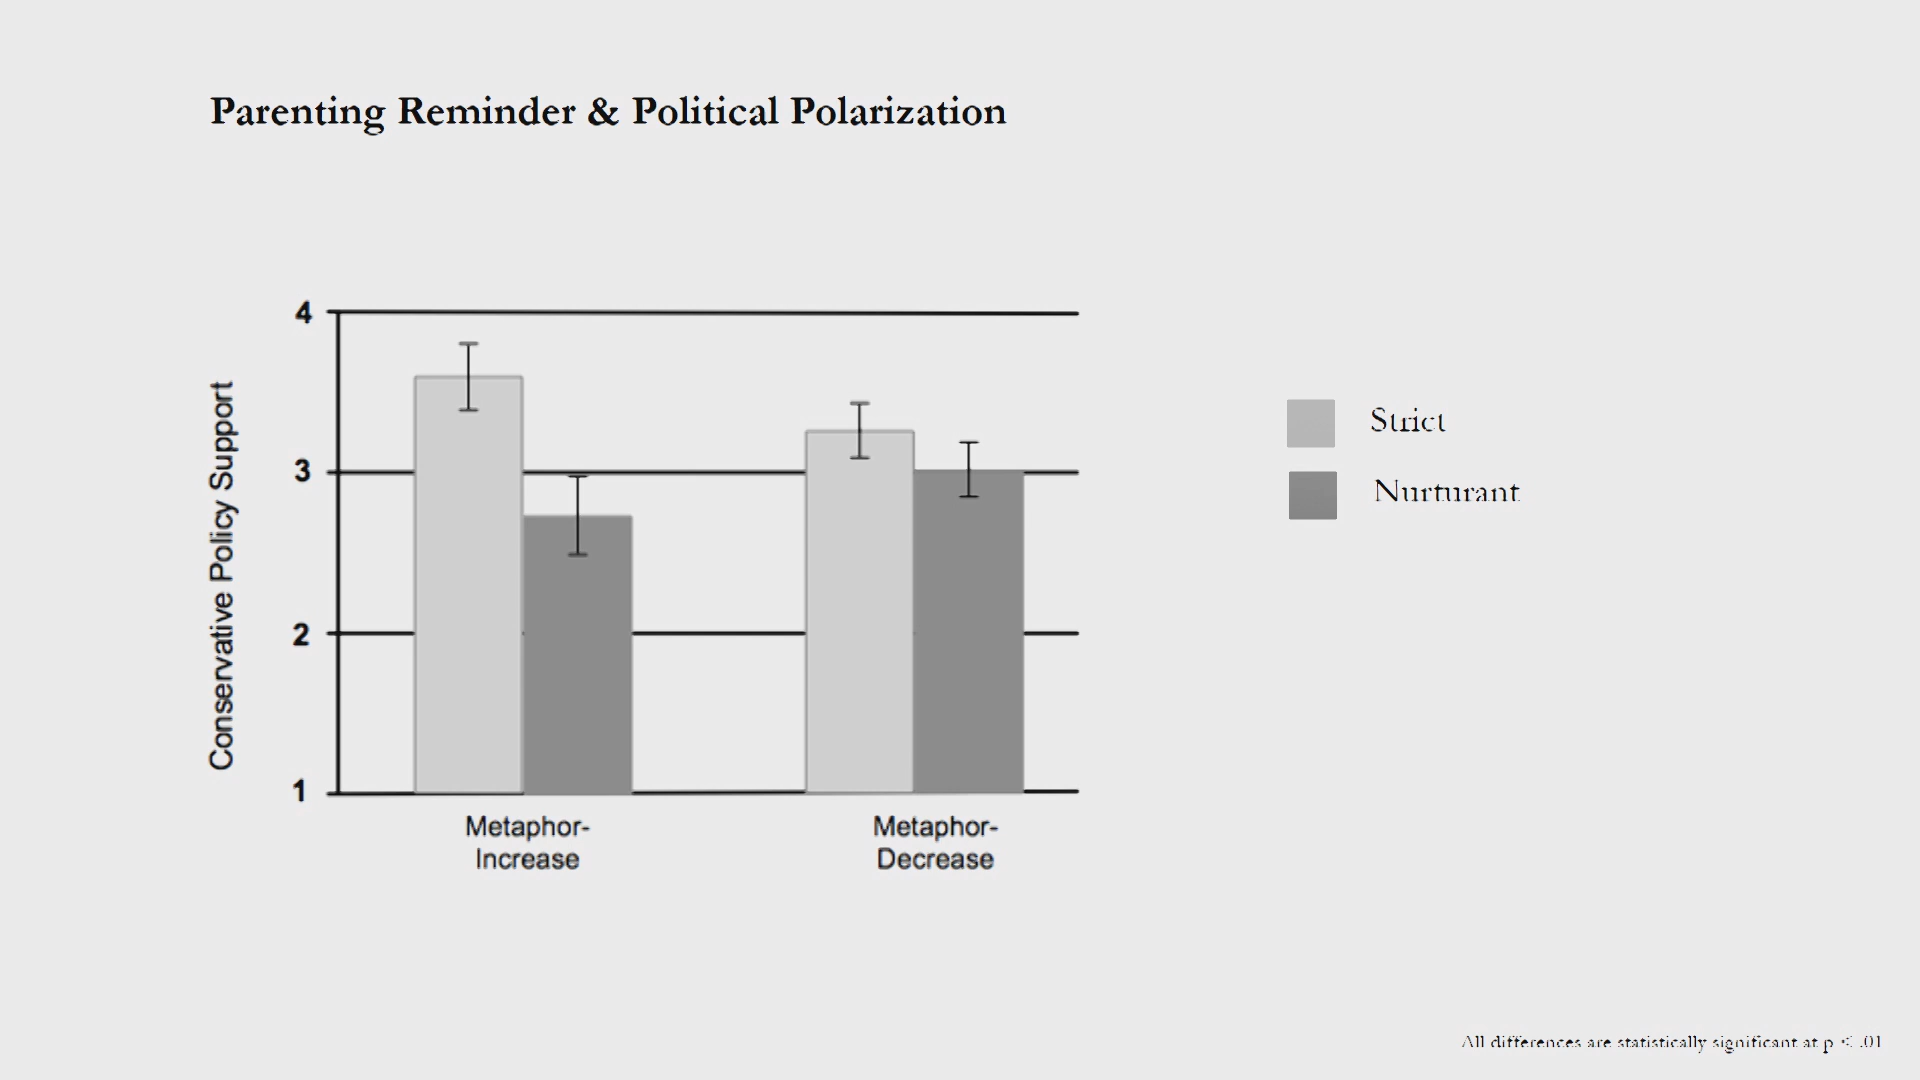 Parenting Reminder & Political Polarization
Conservative Policy Support
4
3
2
1
Metaphor-
Increase
Metaphor-
Decrease
Strict
Nurturant
All differences are statistically significant at p < .01